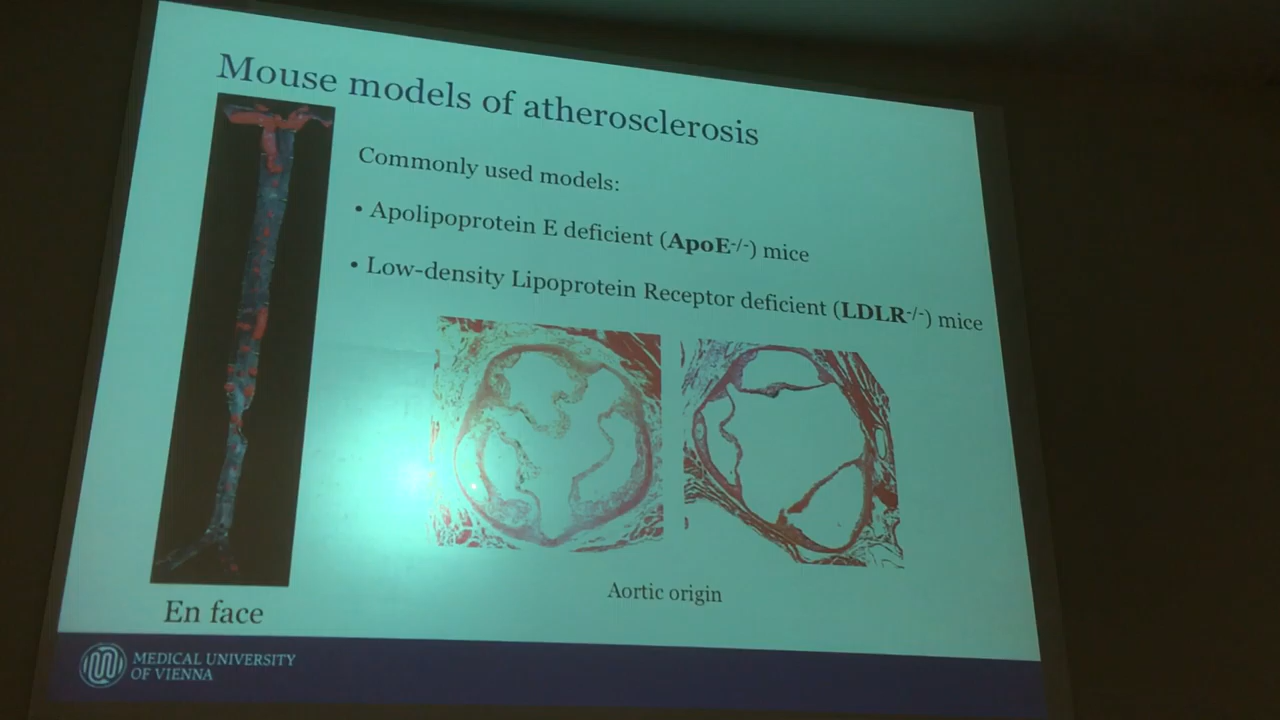 Mouse models of atherosclerosis
Commonly used models:
• Apolipoprotein E deficient (ApoE-/-) mice
• Low-density Lipoprotein Receptor deficient (LDLR-/-) mice
Aortic origin
En face
MEDICAL UNIVERSITY
OF VIENNA